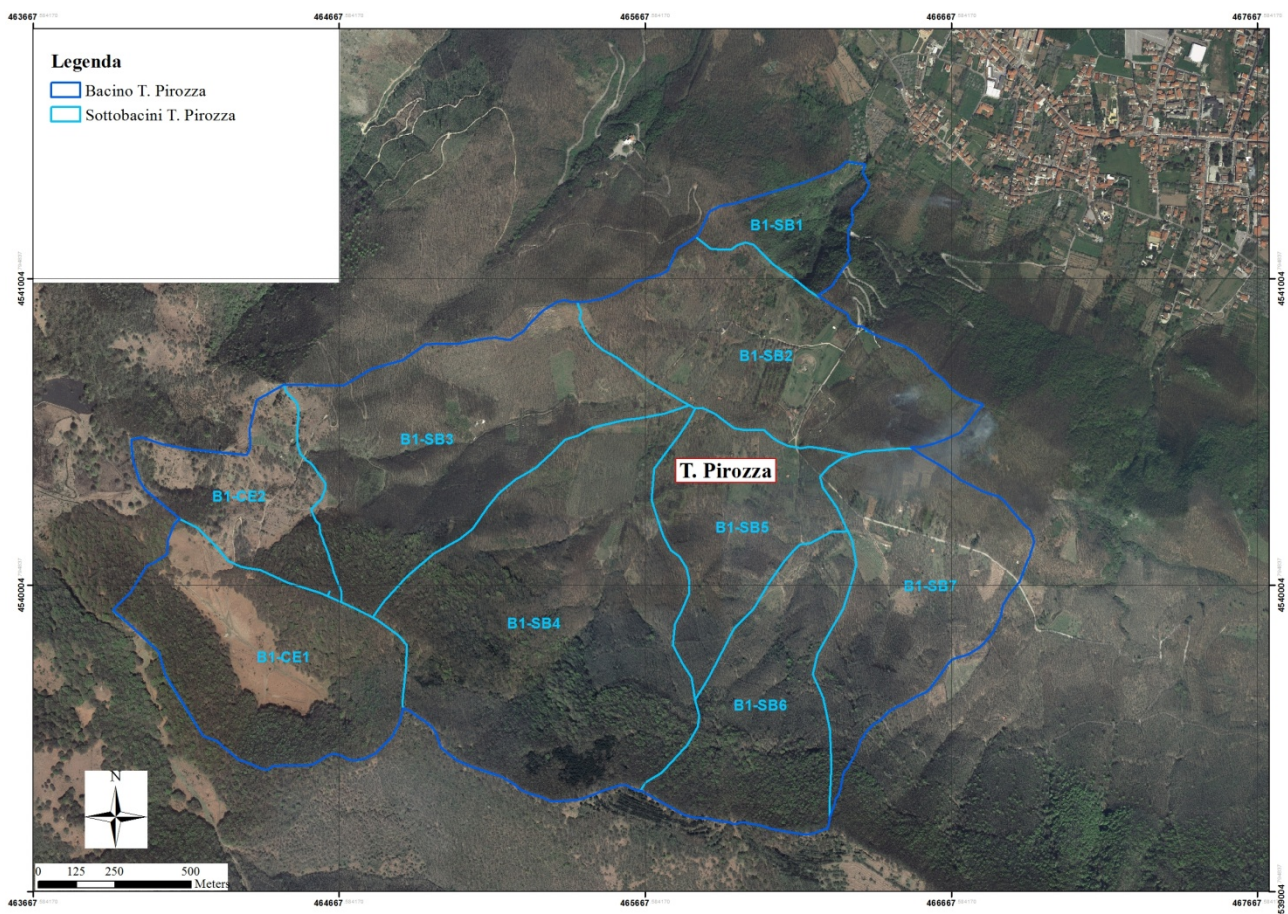 463667
464667
465667
466667
467667
Legenda
Bacino T. Pirozza
Sottobacini T. Pirozza
B1-SB1
4541004
4541004
B1-SB2
B1-SB3
T. Pirozza
B1-CE2
B1-SB5
4540004
B1-SB7
4540004
B1-SB4
B1-CE1
B1-SB6
N
0 125 250 500
Meters
463667
464667
465667
466667
467667